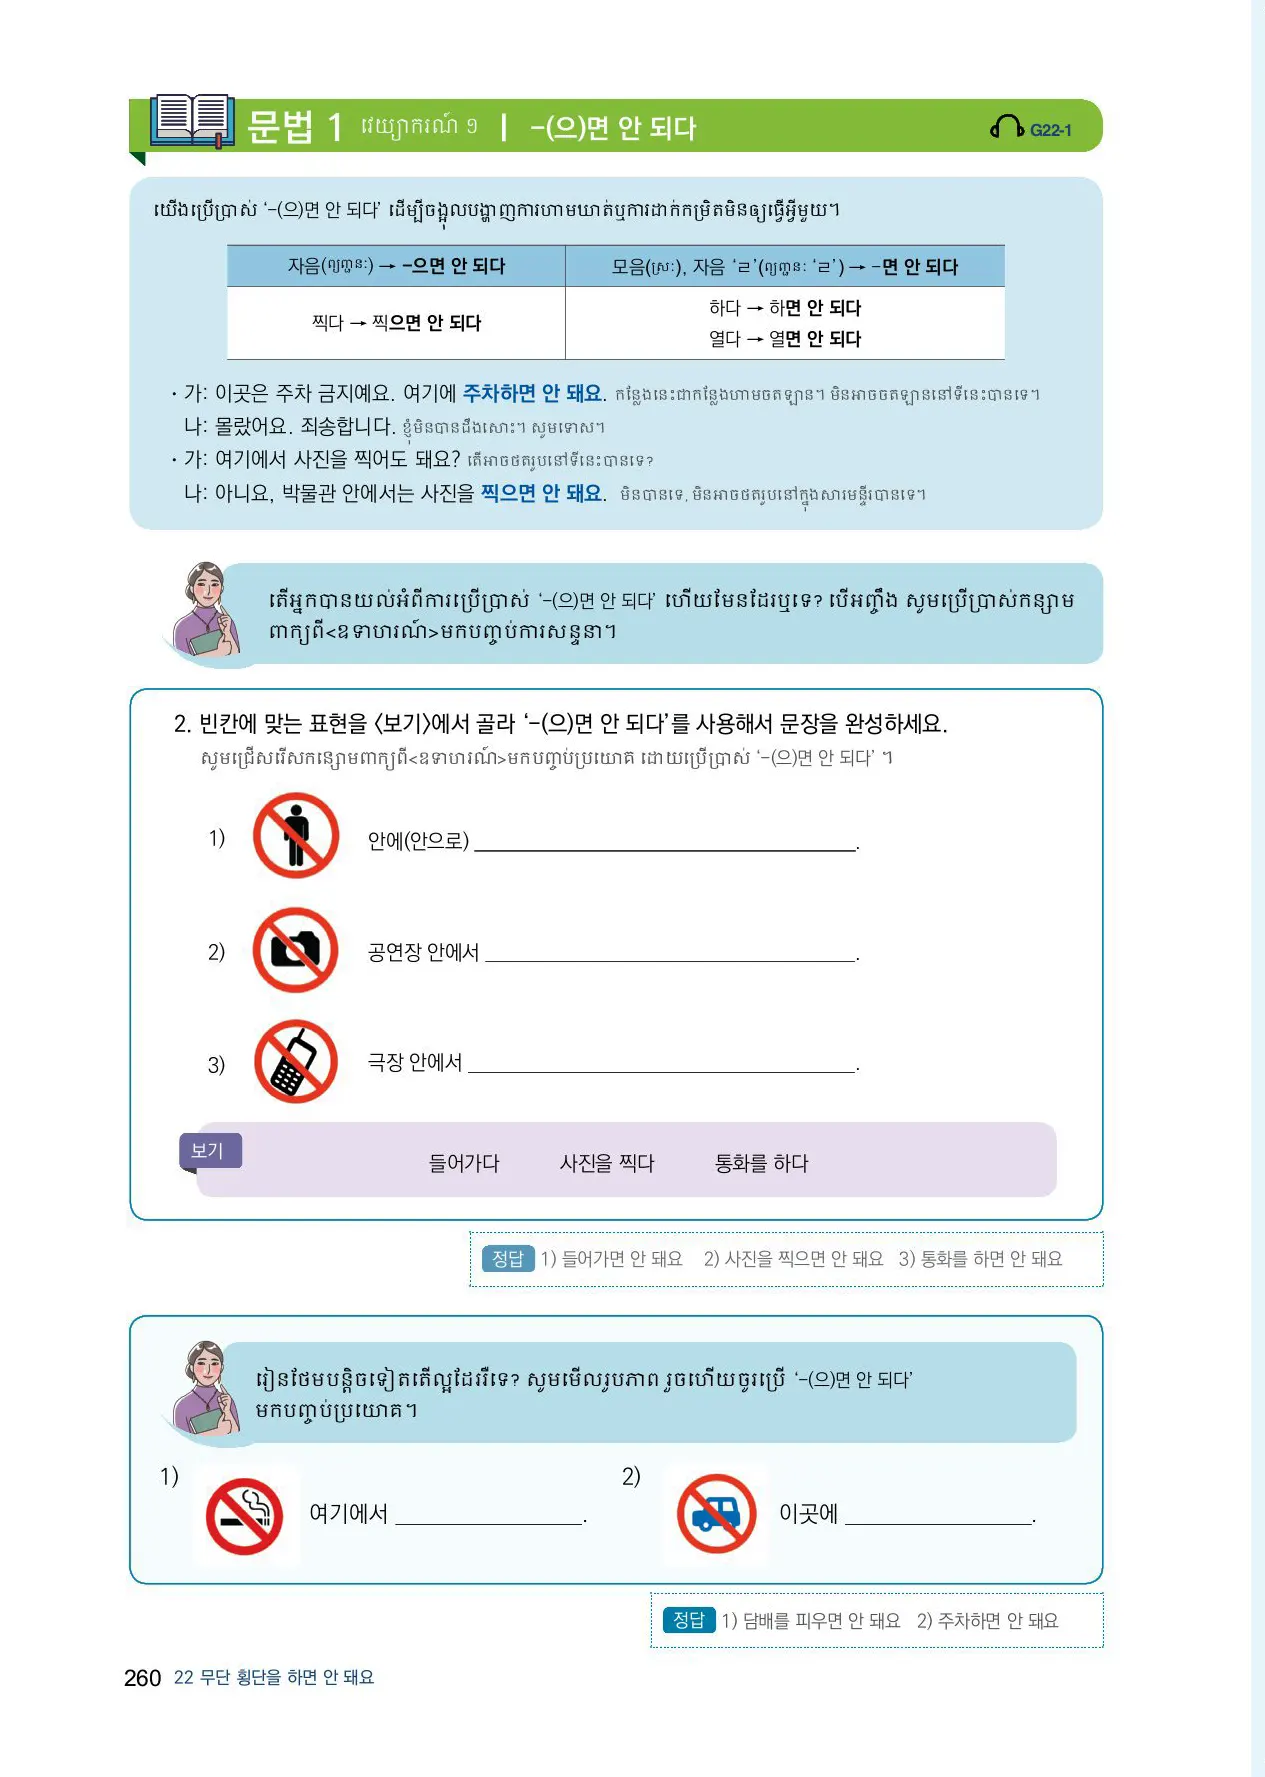 문법 1 វេយ្យាករណ៍ ១ | -(으)면 안 되다 G22-1
យើងប្រើប្រាស់ ‘-(으)면 안 되다’ ដើម្បីចង្អុលបង្ហាញការហាមឃាត់ឬការដាក់កម្រិតមិនឲ្យធ្វើអ្វីមួយ។
자음(ព្យញ្ជនៈ) → -으면 안 되다 모음(ស្រៈ), 자음 ‘ㄹ’(ព្យញ្ជនៈ ‘ㄹ’) → -면 안 되다
찍다 → 찍으면 안 되다
하다 → 하면 안 되다
열다 → 열면 안 되다
· 가: 이곳은 주차 금지예요. 여기에 주차하면 안 돼요. កន្លែងនេះជាកន្លែងហាមចតឡាន។ មិនអាចចតឡាននៅទីនេះបានទេ។
나: 몰랐어요. 죄송합니다. ខ្ញុំមិនបានដឹងសោះ។ សូមទោស។
· 가: 여기에서 사진을 찍어도 돼요? តើអាចថតរូបនៅទីនេះបានទេ?
나: 아니요, 박물관 안에서는 사진을 찍으면 안 돼요. មិនបានទេ, មិនអាចថតរូបនៅក្នុងសារមន្ទីរបានទេ។
តើអ្នកបានយល់អំពីការប្រើប្រាស់ ‘-(으)면 안 되다’ ហើយមែនដែរឬទេ? បើអញ្ចឹង សូមប្រើប្រាស់កន្សោម
ពាក្យពី<ឧទាហរណ៍>មកបញ្ចប់ការសន្ទនា។
2. 빈칸에 맞는 표현을 〈보기〉에서 골라 ‘-(으)면 안 되다’를 사용해서 문장을 완성하세요.
សូមជ្រើសរើសកន្សោមពាក្យពី<ឧទាហរណ៍>មកបញ្ចប់ប្រយោគ ដោយប្រើប្រាស់ ‘-(으)면 안 되다’ ។
1) 안에(안으로) ______________________________.
2) 공연장 안에서 ______________________________.
3) 극장 안에서 ______________________________.
보기
들어가다 사진을 찍다 통화를 하다
정답 1) 들어가면 안 돼요 2) 사진을 찍으면 안 돼요 3) 통화를 하면 안 돼요
រៀនថែមបន្តិចទៀតតើល្អដែររឺទេ? សូមមើលរូបភាព រួចហើយចូរប្រើ ‘-(으)면 안 되다’
មកបញ្ចប់ប្រយោគ។
1) 여기에서 _______________. 2) 이곳에 _______________.
정답 1) 담배를 피우면 안 돼요 2) 주차하면 안 돼요
260 22 무단 횡단을 하면 안 돼요